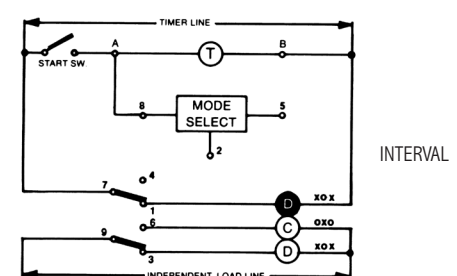 TIMER LINE
A
B
T
START SW.
8
MODE
SELECT
5
2
INTERVAL
4
7
1
D
XOX
6
C
OXO
9
3
D
XOX
INDEPENDENT LOAD LINE